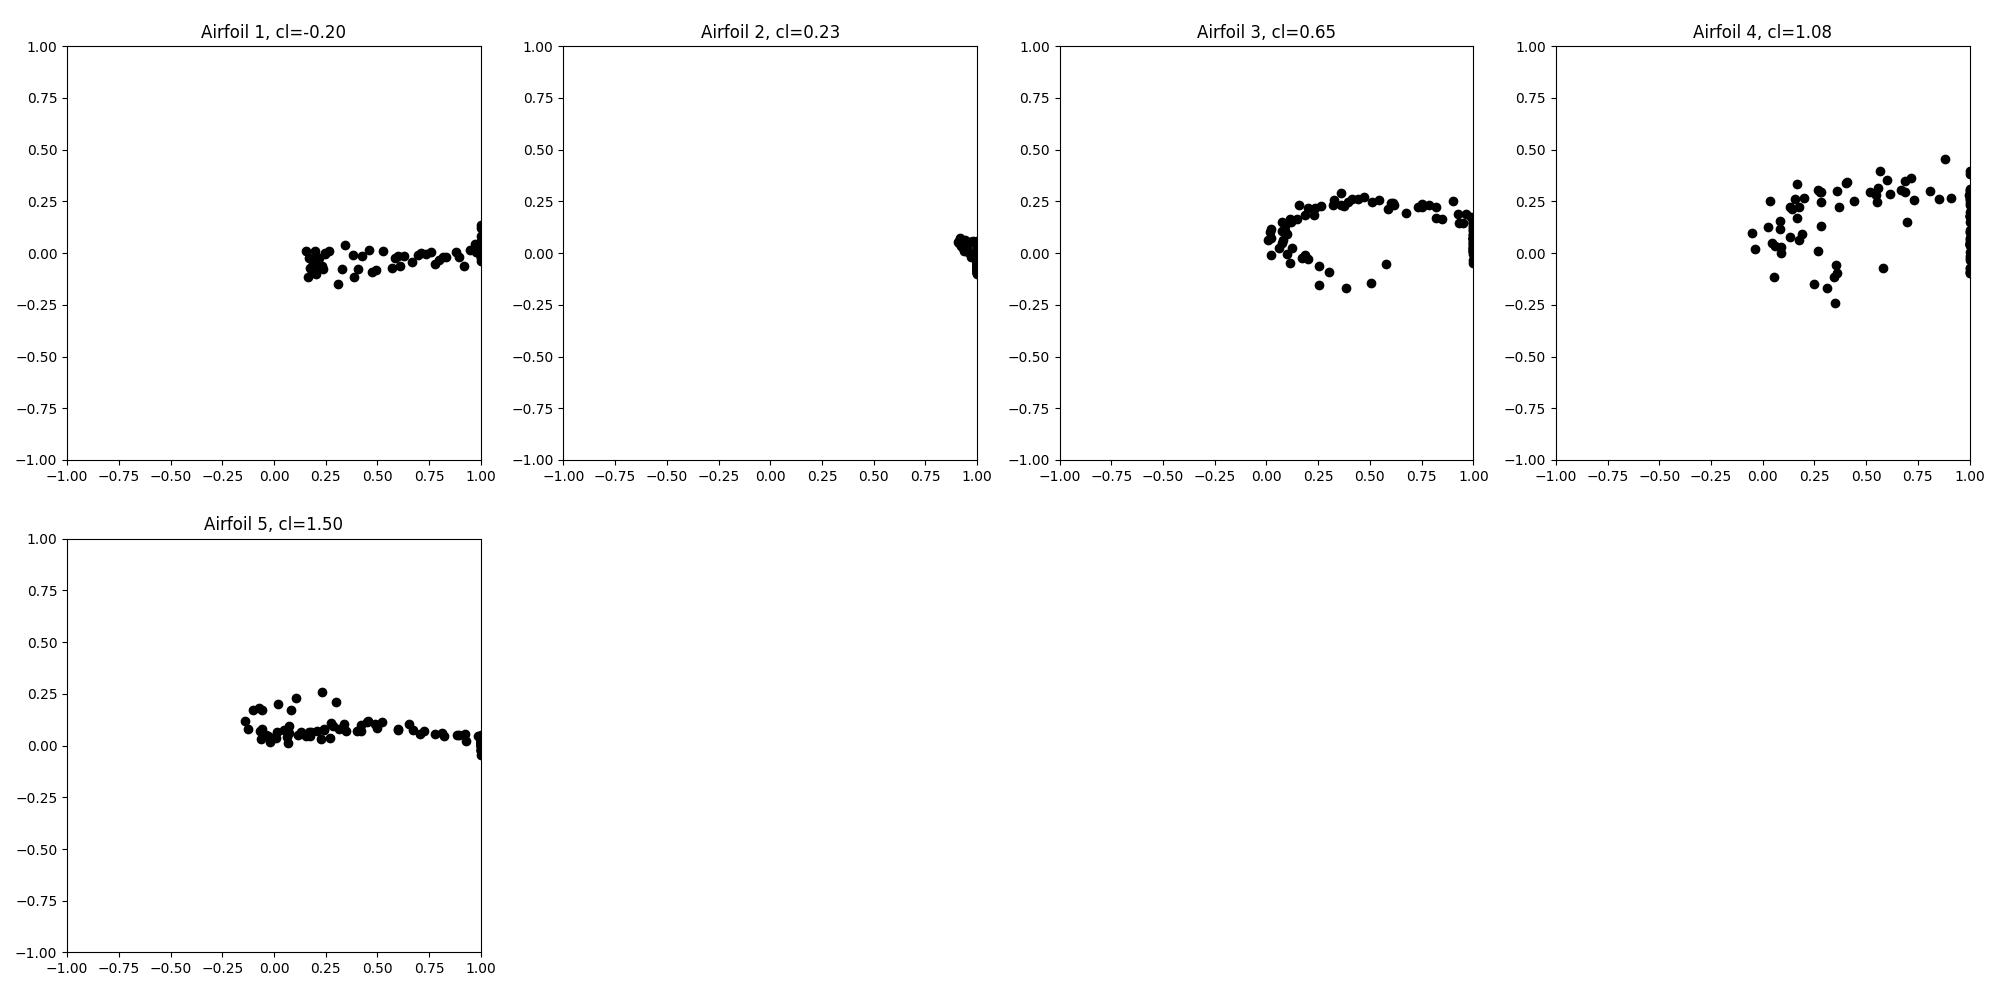 Airfoil 1, cl=-0.20
Airfoil 2, cl=0.23
Airfoil 3, cl=0.65
Airfoil 4, cl=1.08
1.00 1.00 1.00 1.00
0.75 0.75 0.75 0.75
0.50 0.50 0.50 0.50
0.25 0.25 0.25 0.25
0.00 0.00 0.00 0.00
−0.25 −0.25 −0.25 −0.25
−0.50 −0.50 −0.50 −0.50
−0.75 −0.75 −0.75 −0.75
−1.00 −1.00 −1.00 −1.00
−1.00 −0.75 −0.50 −0.25 0.00 0.25 0.50 0.75 1.00
−1.00 −0.75 −0.50 −0.25 0.00 0.25 0.50 0.75 1.00
−1.00 −0.75 −0.50 −0.25 0.00 0.25 0.50 0.75 1.00
−1.00 −0.75 −0.50 −0.25 0.00 0.25 0.50 0.75 1.00
Airfoil 5, cl=1.50
1.00
0.75
0.50
0.25
0.00
−0.25
−0.50
−0.75
−1.00
−1.00 −0.75 −0.50 −0.25 0.00 0.25 0.50 0.75 1.00